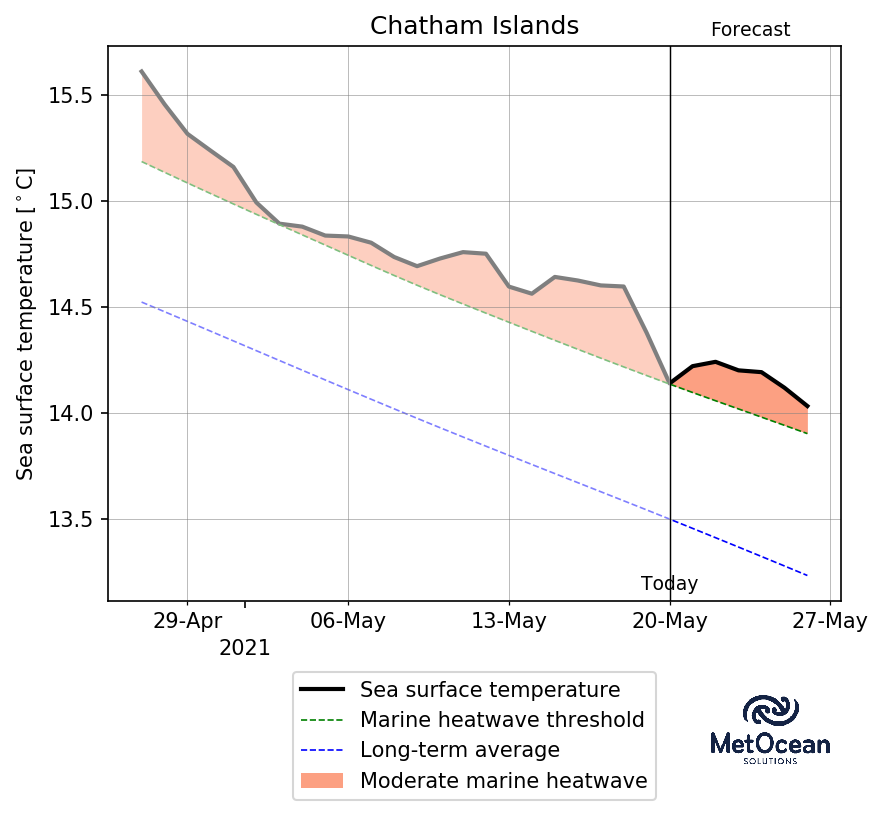 Chatham Islands
Forecast
Sea surface temperature [°C]
15.5
15.0
14.5
14.0
13.5
Today
29-Apr 06-May 13-May 20-May 27-May
2021
Sea surface temperature
Marine heatwave threshold
Long-term average
Moderate marine heatwave
MetOcean
SOLUTIONS